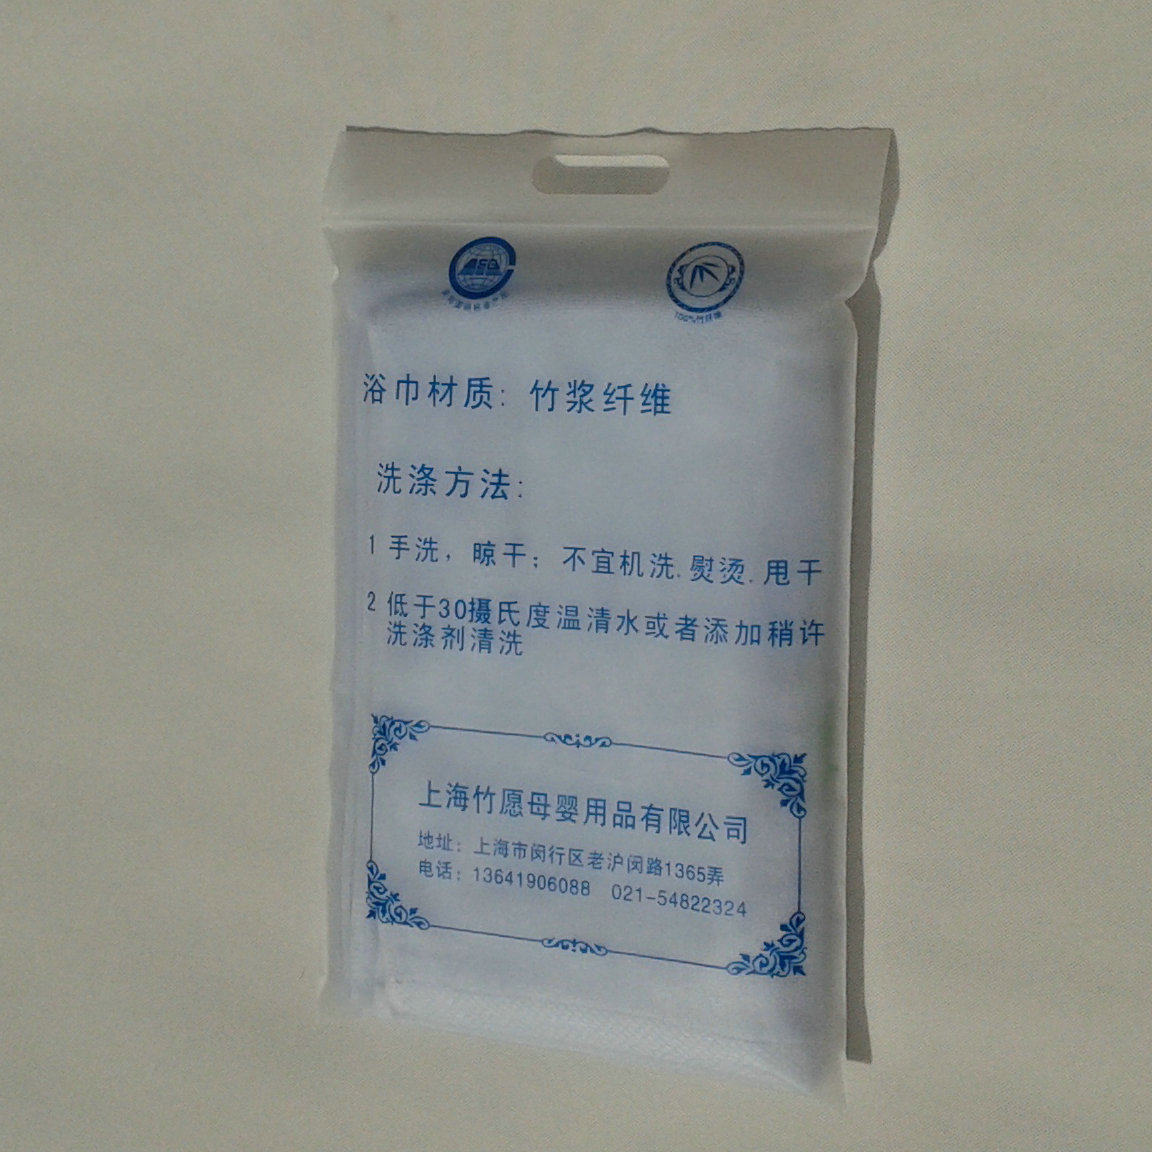 100%竹纤维
浴巾材质：竹浆纤维
洗涤方法：
1 手洗，晾干；不宜机洗.熨烫.甩干
2 低于30摄氏度温清水或者添加稍许
洗涤剂清洗
上海竹愿母婴用品有限公司
地址：上海市闵行区老沪闵路1365弄
电话：13641906088 021-54822324